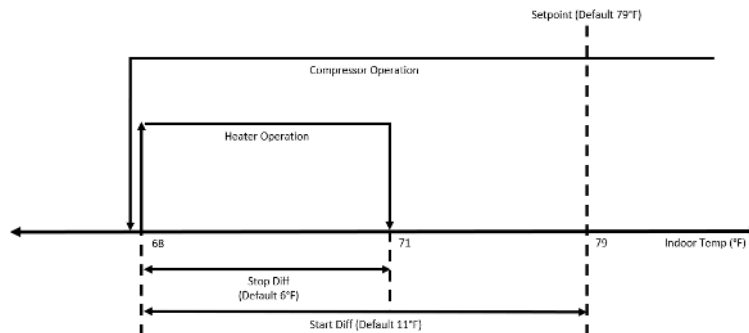 Setpoint (Default 79°F)
Compressor Operation
Heater Operation
68
71
79
Indoor Temp (°F)
Stop Diff
(Default 6°F)
Start Diff (Default 11°F)